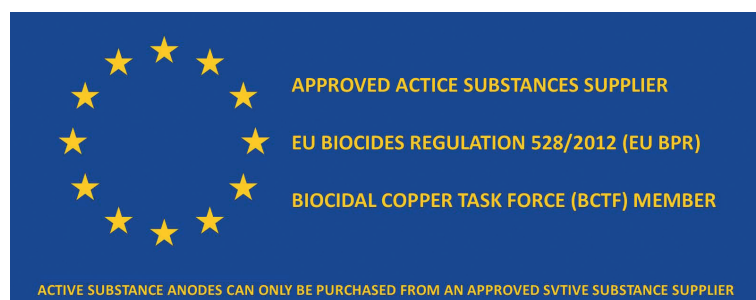 APPROVED ACTICE SUBSTANCES SUPPLIER
EU BIOCIDES REGULATION 528/2012 (EU BPR)
BIOCIDAL COPPER TASK FORCE (BCTF) MEMBER
ACTIVE SUBSTANCE ANODES CAN ONLY BE PURCHASED FROM AN APPROVED SVTIVE SUBSTANCE SUPPLIER